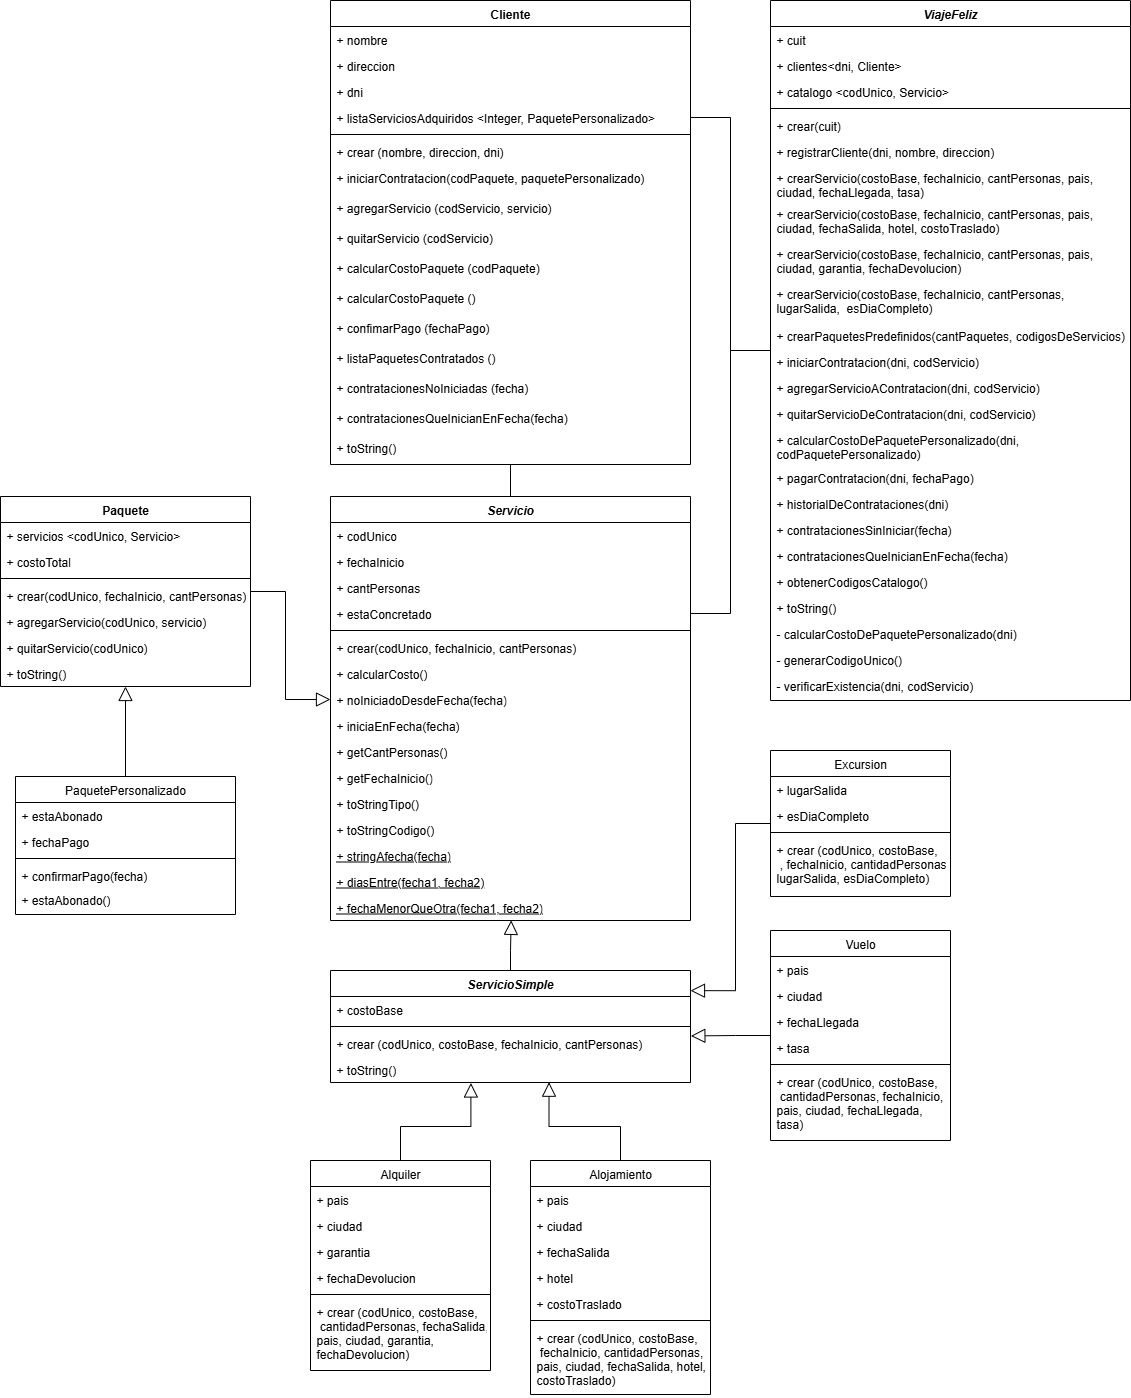 Cliente
+ nombre
+ direccion
+ dni
+ listaServiciosAdquiridos <Integer, PaquetePersonalizado>
+ crear (nombre, direccion, dni)
+ iniciarContratacion(codPaquete, paquetePersonalizado)
+ agregarServicio (codServicio, servicio)
+ quitarServicio (codServicio)
+ calcularCostoPaquete (codPaquete)
+ calcularCostoPaquete ()
+ confimarPago (fechaPago)
+ listaPaquetesContratados ()
+ contratacionesNoIniciadas (fecha)
+ contratacionesQueInicianEnFecha(fecha)
+ toString()
ViajeFeliz
+ cuit
+ clientes<dni, Cliente>
+ catalogo <codUnico, Servicio>
+ crear(cuit)
+ registrarCliente(dni, nombre, direccion)
+ crearServicio(costoBase, fechaInicio, cantPersonas, pais,
ciudad, fechaLlegada, tasa)
+ crearServicio(costoBase, fechaInicio, cantPersonas, pais,
ciudad, fechaSalida, hotel, costoTraslado)
+ crearServicio(costoBase, fechaInicio, cantPersonas, pais,
ciudad, garantia, fechaDevolucion)
+ crearServicio(costoBase, fechaInicio, cantPersonas,
lugarSalida, esDiaCompleto)
+ crearPaquetesPredefinidos(cantPaquetes, codigosDeServicios)
+ iniciarContratacion(dni, codServicio)
+ agregarServicioAContratacion(dni, codServicio)
+ quitarServicioDeContratacion(dni, codServicio)
+ calcularCostoDePaquetePersonalizado(dni,
codPaquetePersonalizado)
+ pagarContratacion(dni, fechaPago)
+ historialDeContrataciones(dni)
+ contratacionesSinIniciar(fecha)
+ contratacionesQueInicianEnFecha(fecha)
+ obtenerCodigosCatalogo()
+ toString()
- calcularCostoDePaquetePersonalizado(dni)
- generarCodigoUnico()
- verificarExistencia(dni, codServicio)
Paquete
+ servicios <codUnico, Servicio>
+ costoTotal
+ crear(codUnico, fechaInicio, cantPersonas)
+ agregarServicio(codUnico, servicio)
+ quitarServicio(codUnico)
+ toString()
Servicio
+ codUnico
+ fechaInicio
+ cantPersonas
+ estaConcretado
+ crear(codUnico, fechaInicio, cantPersonas)
+ calcularCosto()
+ noIniciadoDesdeFecha(fecha)
+ iniciaEnFecha(fecha)
+ getCantPersonas()
+ getFechaInicio()
+ toStringTipo()
+ toStringCodigo()
+ stringAfecha(fecha)
+ diasEntre(fecha1, fecha2)
+ fechaMenorQueOtra(fecha1, fecha2)
PaquetePersonalizado
+ estaAbonado
+ fechaPago
+ confirmarPago(fecha)
+ estaAbonado()
Excursion
+ lugarSalida
+ esDiaCompleto
+ crear (codUnico, costoBase,
, fechaInicio, cantidadPersonas
lugarSalida, esDiaCompleto)
Vuelo
+ pais
+ ciudad
+ fechaLlegada
+ tasa
+ crear (codUnico, costoBase,
cantidadPersonas, fechaInicio,
pais, ciudad, fechaLlegada,
tasa)
ServicioSimple
+ costoBase
+ crear (codUnico, costoBase, fechaInicio, cantPersonas)
+ toString()
Alquiler
+ pais
+ ciudad
+ garantia
+ fechaDevolucion
+ crear (codUnico, costoBase,
cantidadPersonas, fechaSalida,
pais, ciudad, garantia,
fechaDevolucion)
Alojamiento
+ pais
+ ciudad
+ fechaSalida
+ hotel
+ costoTraslado
+ crear (codUnico, costoBase,
fechaInicio, cantidadPersonas,
pais, ciudad, fechaSalida, hotel,
costoTraslado)